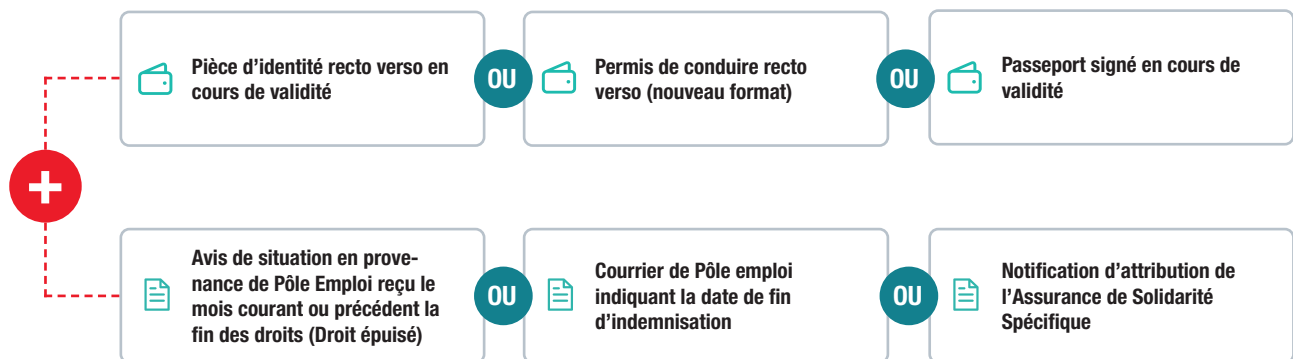 Pièce d'identité recto verso en
cours de validité
OU
Permis de conduire recto
verso (nouveau format)
OU
Passeport signé en cours de
validité
+
Avis de situation en prove-
nance de Pôle Emploi reçu le
mois courant ou précédent la
fin des droits (Droit épuisé)
OU
Courrier de Pôle emploi
indiquant la date de fin
d'indemnisation
OU
Notification d'attribution de
l'Assurance de Solidarité
Spécifique